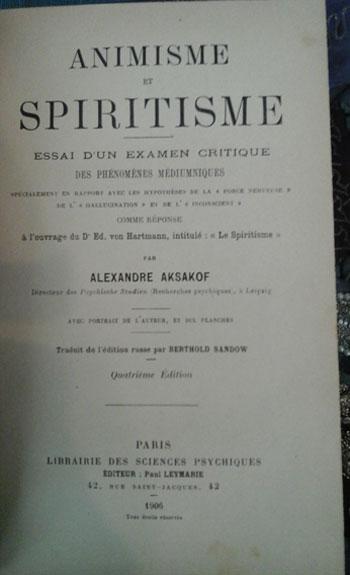 ANIMISME
ET
SPIRITISME
ESSAI D'UN EXAMEN CRITIQUE
DES PHÉNOMÈNES MÉDIUMNIQUES
SPÉCIALEMENT EN RAPPORT AVEC LES HYPOTHÈSES DE LA « FORCE NERVEUSE »
DE L'« HALLUCINATION » ET DE L'« INCONSCIENT »
COMME RÉPONSE
à l'ouvrage du Dr Ed. von Hartmann, intitulé : « Le Spiritisme »
PAR
ALEXANDRE AKSAKOF
Directeur des Psychische Studien (Recherches psychiques), à Leipzig
AVEC PORTRAIT DE L'AUTEUR, ET DIX PLANCHES
Traduit de l'édition russe par BERTHOLD SANDOW
Quatrième Édition
PARIS
LIBRAIRIE DES SCIENCES PSYCHIQUES
ÉDITEUR : Paul LEYMARIE
42, RUE SAINT-JACQUES, 42
1906
Tous droits réservés